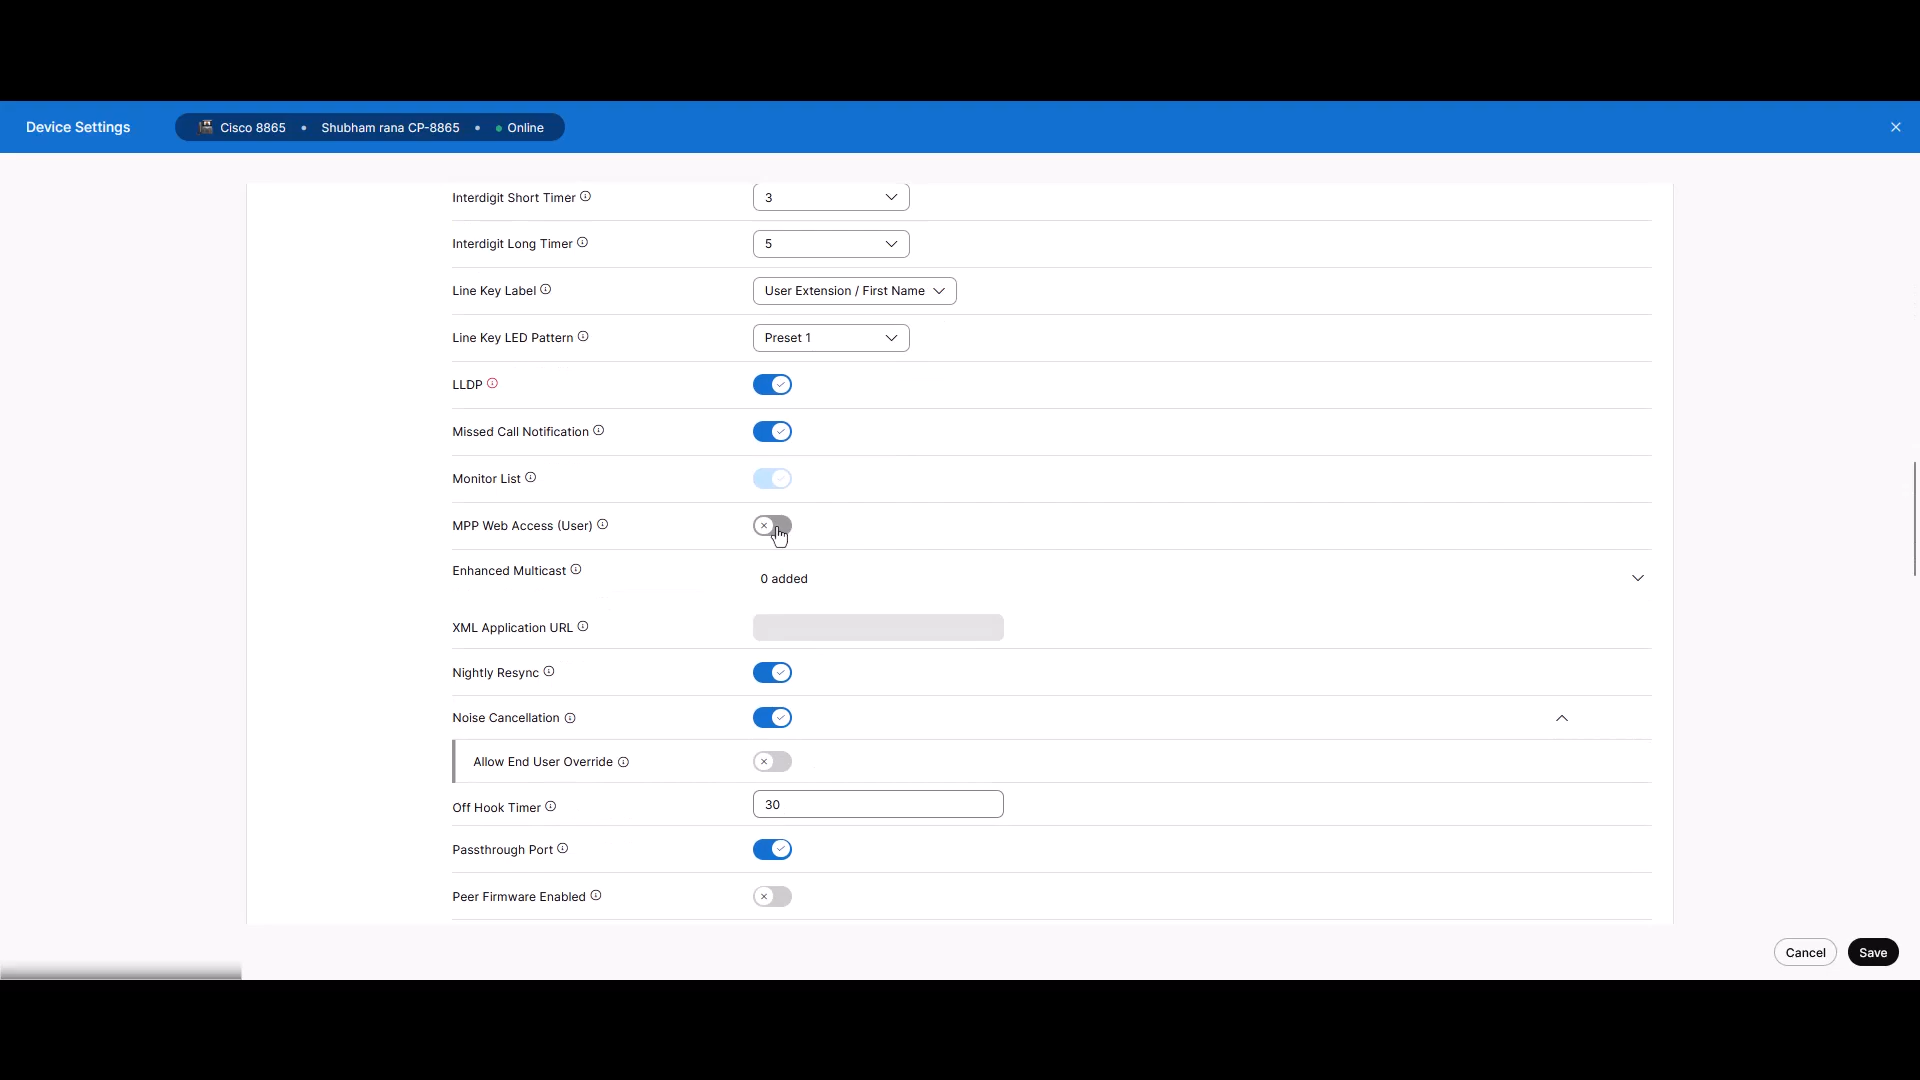 Device Settings
Cisco 8865 • Shubham rana CP-8865 • Online
Interdigit Short Timer
3
Interdigit Long Timer
5
Line Key Label
User Extension / First Name
Line Key LED Pattern
Preset 1
LLDP
Missed Call Notification
Monitor List
MPP Web Access (User)
Enhanced Multicast
0 added
XML Application URL
Nightly Resync
Noise Cancellation
Allow End User Override
Off Hook Timer
30
Passthrough Port
Peer Firmware Enabled
Cancel
Save